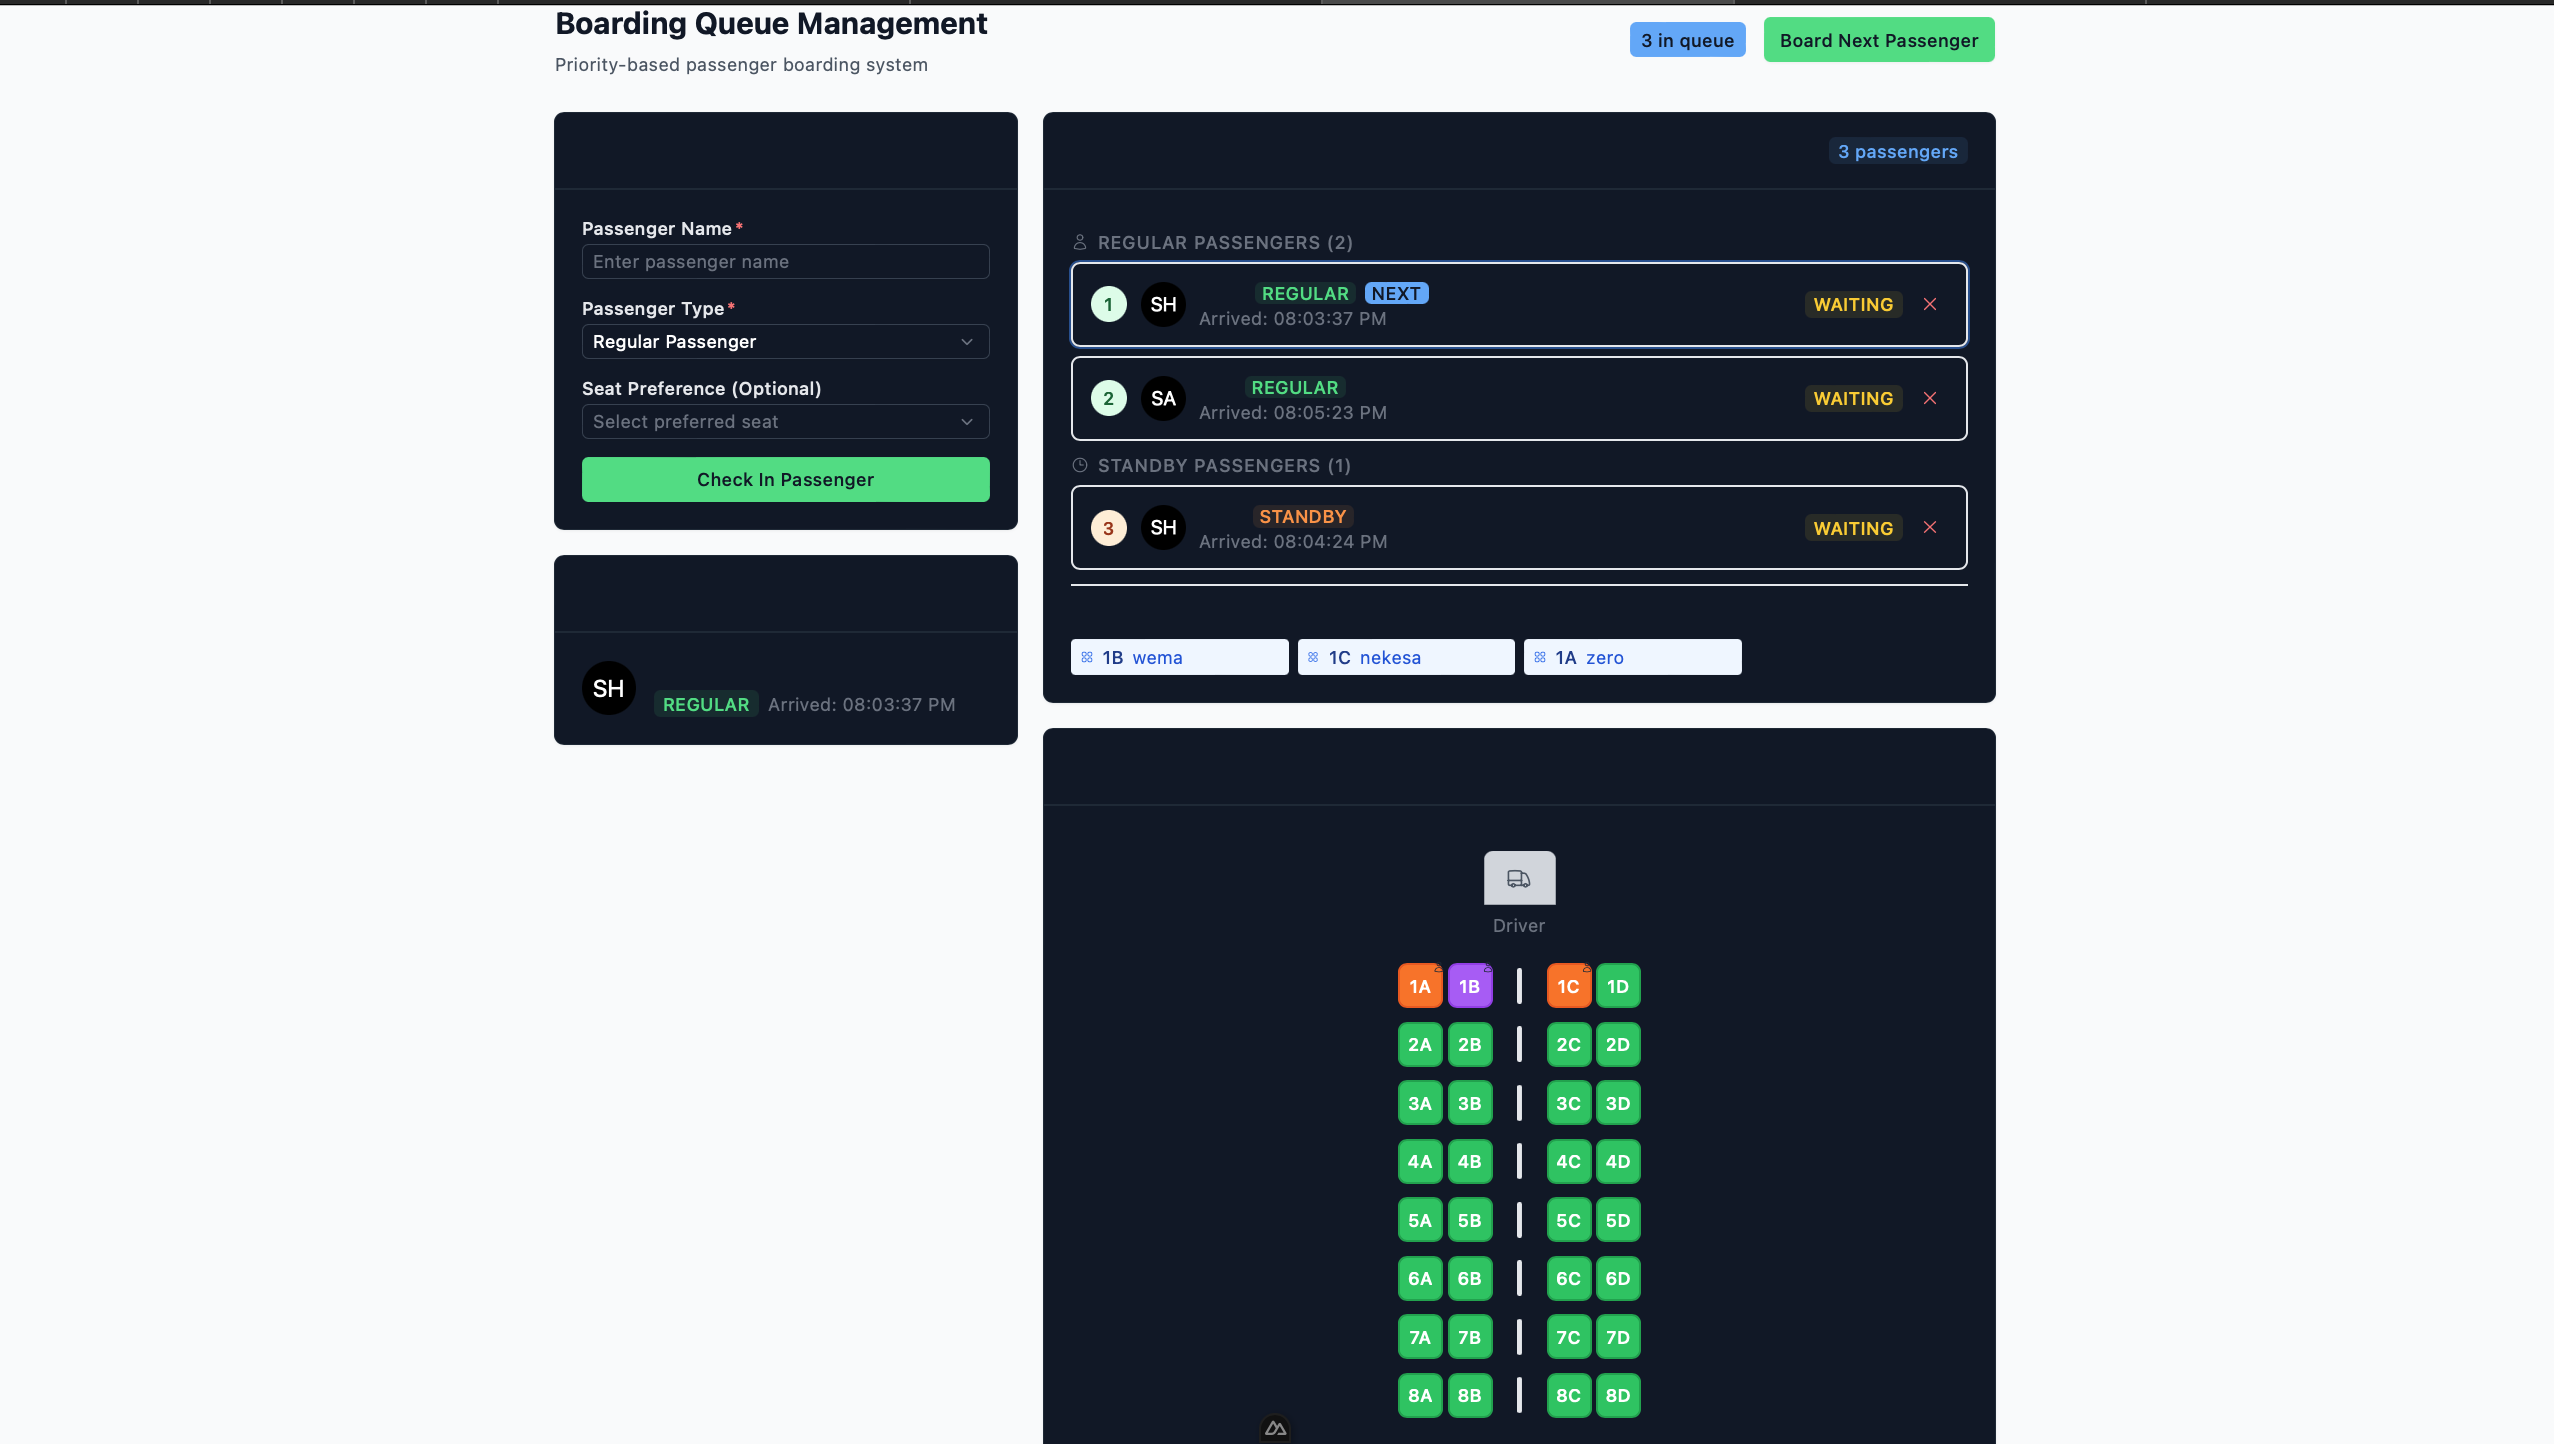 Boarding Queue Management
Priority-based passenger boarding system
3 in queue
Board Next Passenger
Passenger Name*
Enter passenger name
Passenger Type*
Regular Passenger
Seat Preference (Optional)
Select preferred seat
Check In Passenger
SH
REGULAR Arrived: 08:03:37 PM
3 passengers
REGULAR PASSENGERS (2)
1 SH REGULAR NEXT
Arrived: 08:03:37 PM
WAITING
2 SA REGULAR
Arrived: 08:05:23 PM
WAITING
STANDBY PASSENGERS (1)
3 SH STANDBY
Arrived: 08:04:24 PM
WAITING
1B wema 1C nekesa 1A zero
Driver
1A 1B 1C 1D
2A 2B 2C 2D
3A 3B 3C 3D
4A 4B 4C 4D
5A 5B 5C 5D
6A 6B 6C 6D
7A 7B 7C 7D
8A 8B 8C 8D